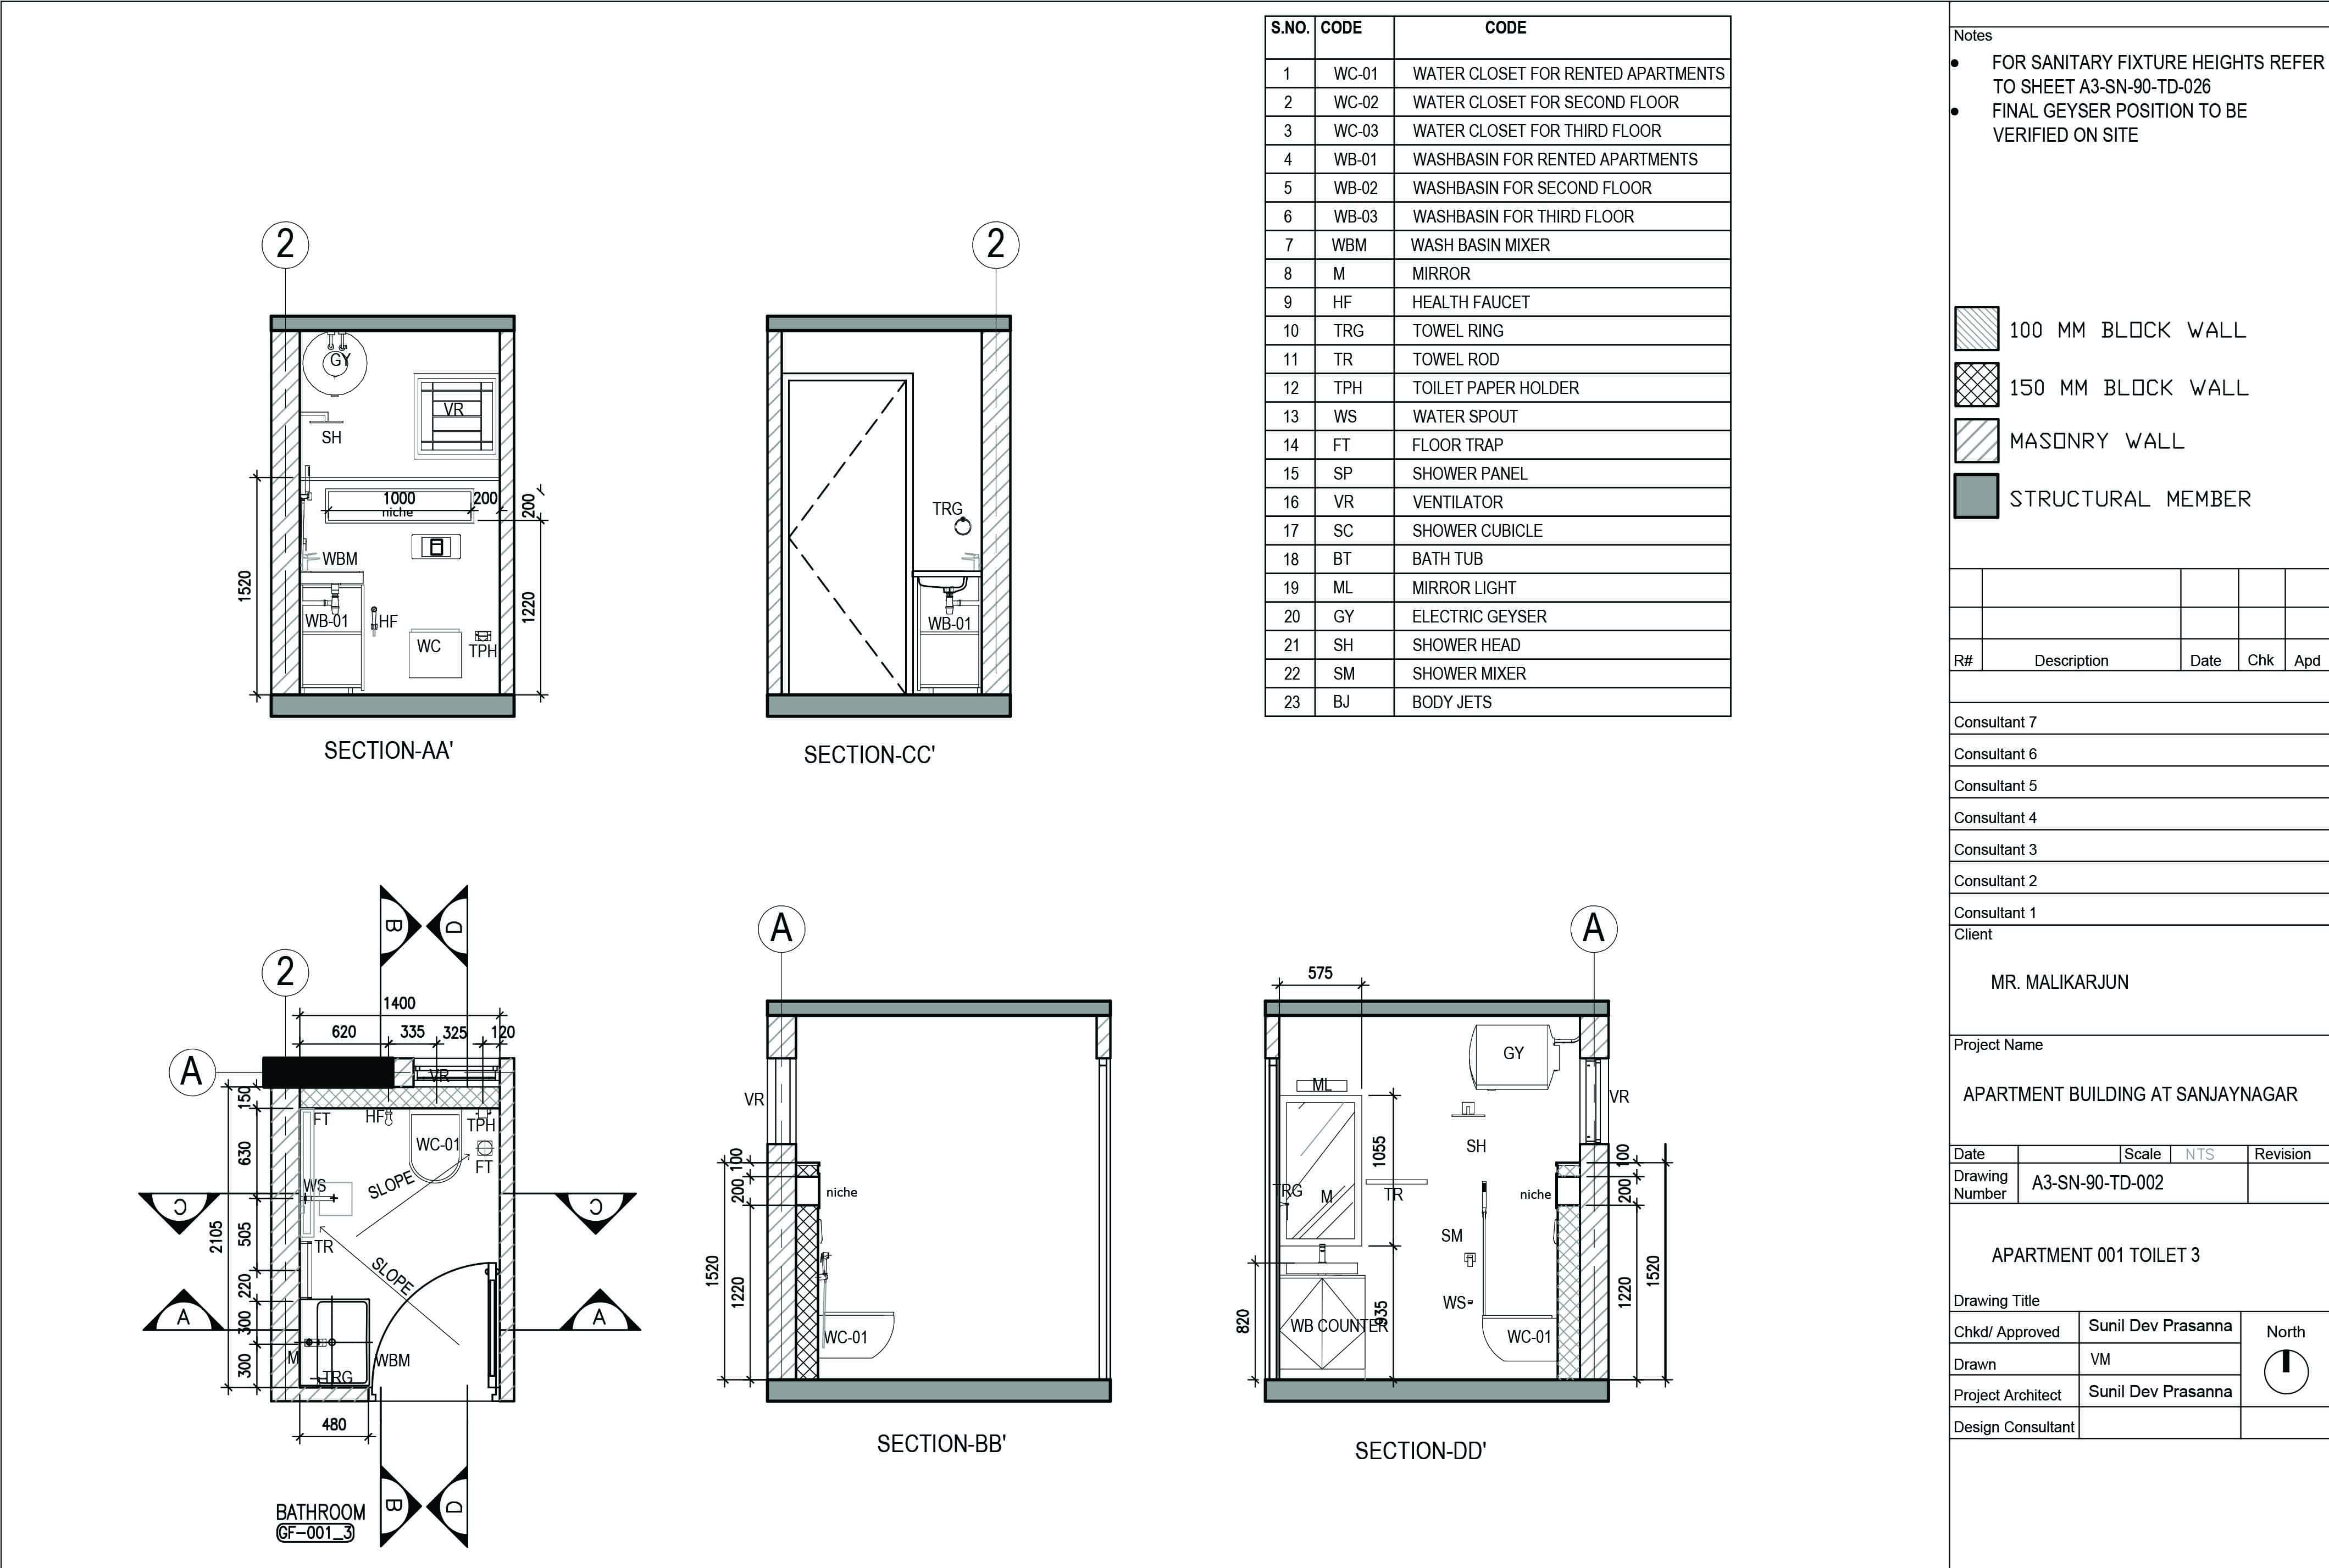 S.NO. CODE CODE
1 WC-01 WATER CLOSET FOR RENTED APARTMENTS
2 WC-02 WATER CLOSET FOR SECOND FLOOR
3 WC-03 WATER CLOSET FOR THIRD FLOOR
4 WB-01 WASHBASIN FOR RENTED APARTMENTS
5 WB-02 WASHBASIN FOR SECOND FLOOR
6 WB-03 WASHBASIN FOR THIRD FLOOR
7 WBM WASH BASIN MIXER
8 M MIRROR
9 HF HEALTH FAUCET
10 TRG TOWEL RING
11 TR TOWEL ROD
12 TPH TOILET PAPER HOLDER
13 WS WATER SPOUT
14 FT FLOOR TRAP
15 SP SHOWER PANEL
16 VR VENTILATOR
17 SC SHOWER CUBICLE
18 BT BATH TUB
19 ML MIRROR LIGHT
20 GY ELECTRIC GEYSER
21 SH SHOWER HEAD
22 SM SHOWER MIXER
23 BJ BODY JETS
2
GY
VR
SH
1000 200 200
niche
WBM
1520
1220
WB-01 HF
WC
TPH
SECTION-AA'
2
TRG
WB-01
SECTION-CC'
B D
2
1400
620 335 325 120
A
VR
150
FT HF TPH
WC-01
FT
630
WS SLOPE
C C
2105
505
TR
SLOPE
220
A A
300
M WBM
300
TRG
480
B D
BATHROOM
GF-001_3
A
VR
100
200 niche
1520
1220
WC-01
SECTION-BB'
A
575
GY
ML
VR
1055
SH
100
TRG M TR niche 200
SM
1220 1520
WS
820
WB COUNTER 935 WC-01
SECTION-DD'
Notes
• FOR SANITARY FIXTURE HEIGHTS REFER
TO SHEET A3-SN-90-TD-026
• FINAL GEYSER POSITION TO BE
VERIFIED ON SITE
100 MM BLOCK WALL
150 MM BLOCK WALL
MASONRY WALL
STRUCTURAL MEMBER
R# Description Date Chk Apd
Consultant 7
Consultant 6
Consultant 5
Consultant 4
Consultant 3
Consultant 2
Consultant 1
Client
MR. MALIKARJUN
Project Name
APARTMENT BUILDING AT SANJAYNAGAR
Date Scale NTS Revision
Drawing
Number A3-SN-90-TD-002
APARTMENT 001 TOILET 3
Drawing Title
Chkd/ Approved Sunil Dev Prasanna North
Drawn VM
Project Architect Sunil Dev Prasanna
Design Consultant